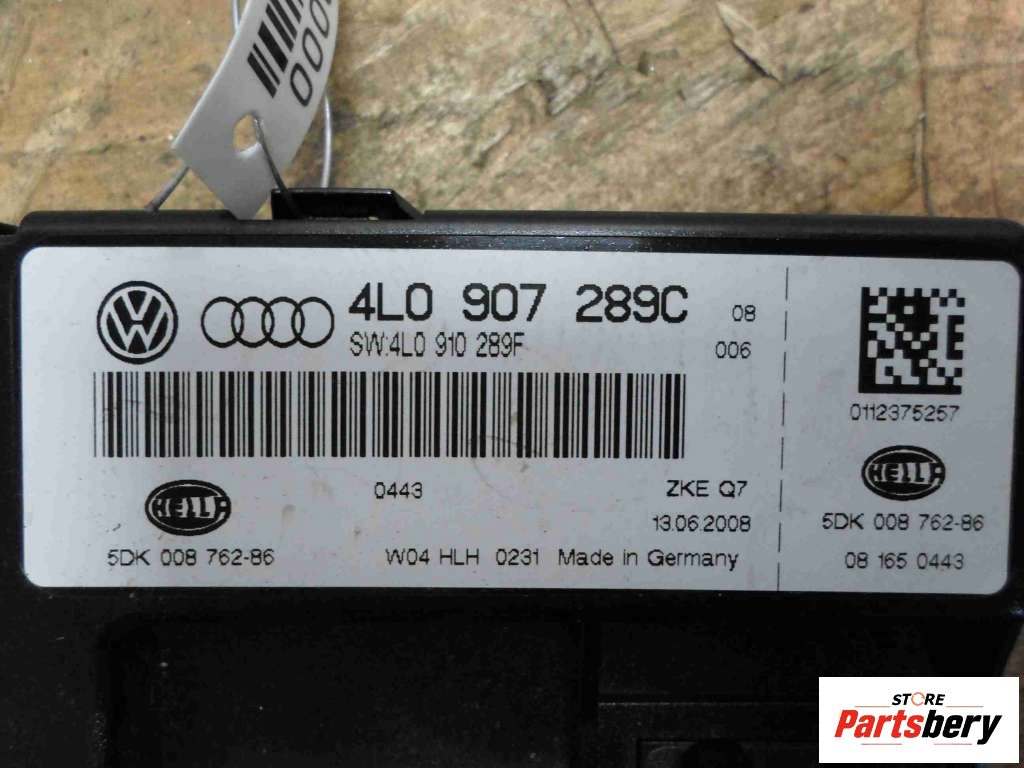 0000
4L0 907 289C 08
SW:4L0 910 289F 006
0443 ZKE Q7
HELLA 13.06.2008
5DK 008 762-86 W04 HLH 0231 Made in Germany
0112375257
HELLA
5DK 008 762-86
08 165 0443
STORE
Partsbery